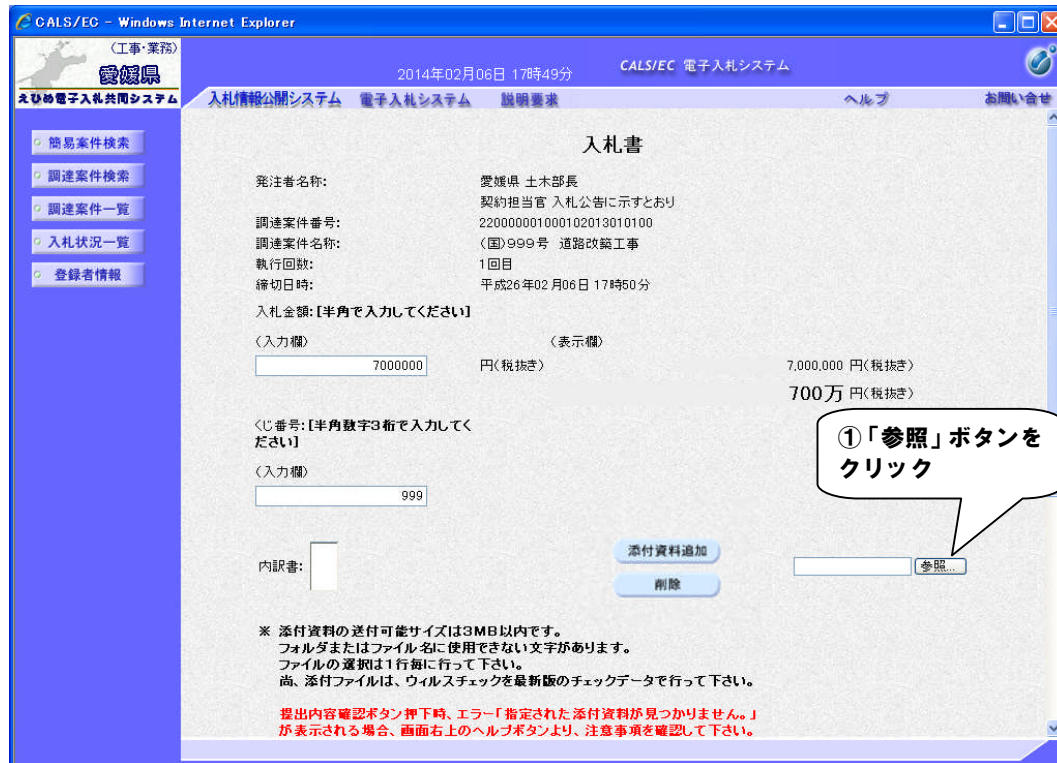 CALS/EC - Windows Internet Explorer
(工事・業務)
愛媛県
えひめ電子入札共同システム
2014年02月06日 17時49分
CALS/EC 電子入札システム
入札情報公開システム 電子入札システム 説明要求 ヘルプ お問い合せ
簡易案件検索
調達案件検索
調達案件一覧
入札状況一覧
登録者情報
入札書
発注者名称: 愛媛県 土木部長
契約担当官 入札公告に示すとおり
調達案件番号: 220000001000102013010100
調達案件名称: (国)999号 道路改築工事
執行回数: 1回目
締切日時: 平成26年02月06日 17時50分
入札金額:[半角で入力してください]
(入力欄) (表示欄)
7000000 円(税抜き) 7,000,000 円(税抜き)
700万 円(税抜き)
くじ番号:[半角数字3桁で入力してく
ださい]
(入力欄)
999
①「参照」ボタンを
クリック
内訳書: 添付資料追加 参照...
削除
※ 添付資料の送付可能サイズは3MB以内です。
フォルダまたはファイル名に使用できない文字があります。
ファイルの選択は1行毎に行って下さい。
尚、添付ファイルは、ウィルスチェックを最新版のチェックデータで行って下さい。
提出内容確認ボタン押下時、エラー「指定された添付資料が見つかりません。」
が表示される場合、画面右上のヘルプボタンより、注意事項を確認して下さい。